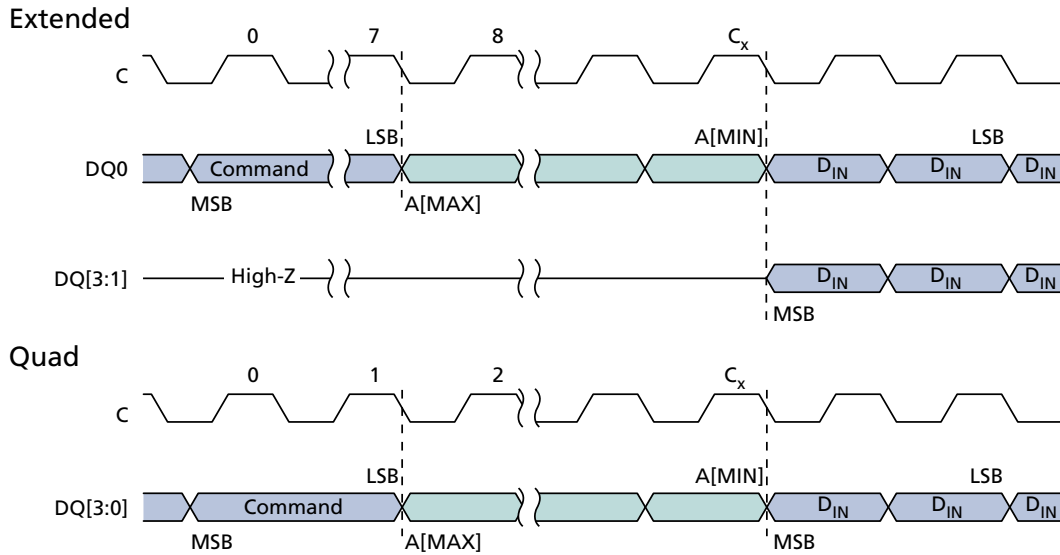 Extended
0 7 8 Cx
C
LSB A[MIN] LSB
DQ0 Command DIN DIN DIN
MSB A[MAX]
DQ[3:1] High-Z DIN DIN DIN
MSB
Quad
0 1 2 Cx
C
LSB A[MIN] LSB
DQ[3:0] Command DIN DIN DIN
MSB A[MAX] MSB